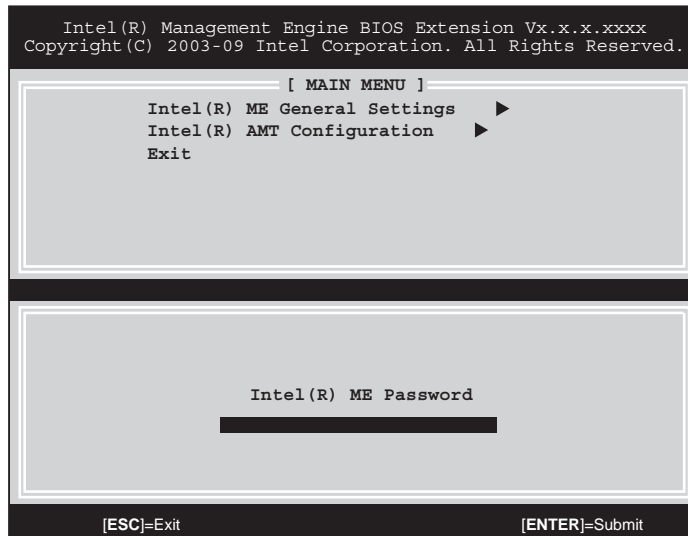 Intel(R) Management Engine BIOS Extension Vx.x.x.xxxx
Copyright(C) 2003-09 Intel Corporation. All Rights Reserved.
[ MAIN MENU ]
Intel(R) ME General Settings ▶
Intel(R) AMT Configuration ▶
Exit
Intel(R) ME Password
[ESC]=Exit [ENTER]=Submit